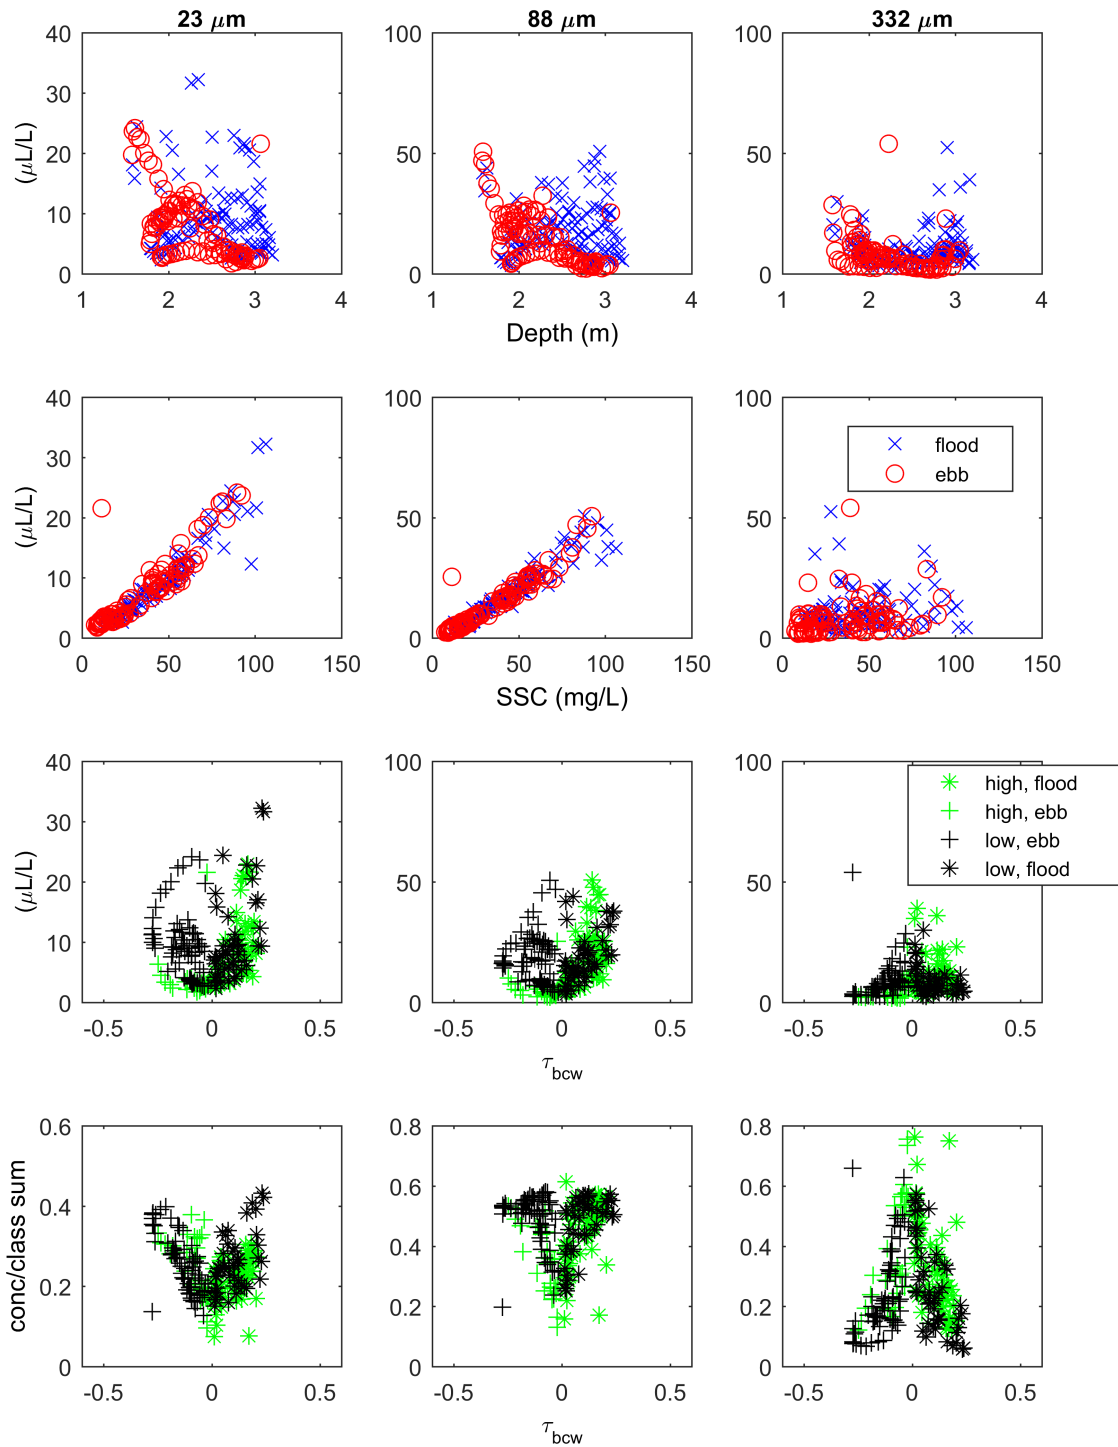 23 μm 88 μm 332 μm
40 100 100
30
(μL/L) 20 50 50
10
0 0 0
1 2 3 4 1 2 3 4 1 2 3 4
Depth (m)
40 100 100
30 flood
(μL/L) 20 50 50 ebb
10
0 0 0
0 50 100 150 0 50 100 150 0 50 100 150
SSC (mg/L)
40 100 100
high, flood
30 high, ebb
low, ebb
(μL/L) 20 50 50 low, flood
10
0 0 0
-0.5 0 0.5 -0.5 0 0.5 -0.5 0 0.5
τbcw
0.6 0.8 0.8
0.6 0.6
conc/class sum 0.4 0.4 0.4
0.2 0.2 0.2
0 0 0
-0.5 0 0.5 -0.5 0 0.5 -0.5 0 0.5
τbcw